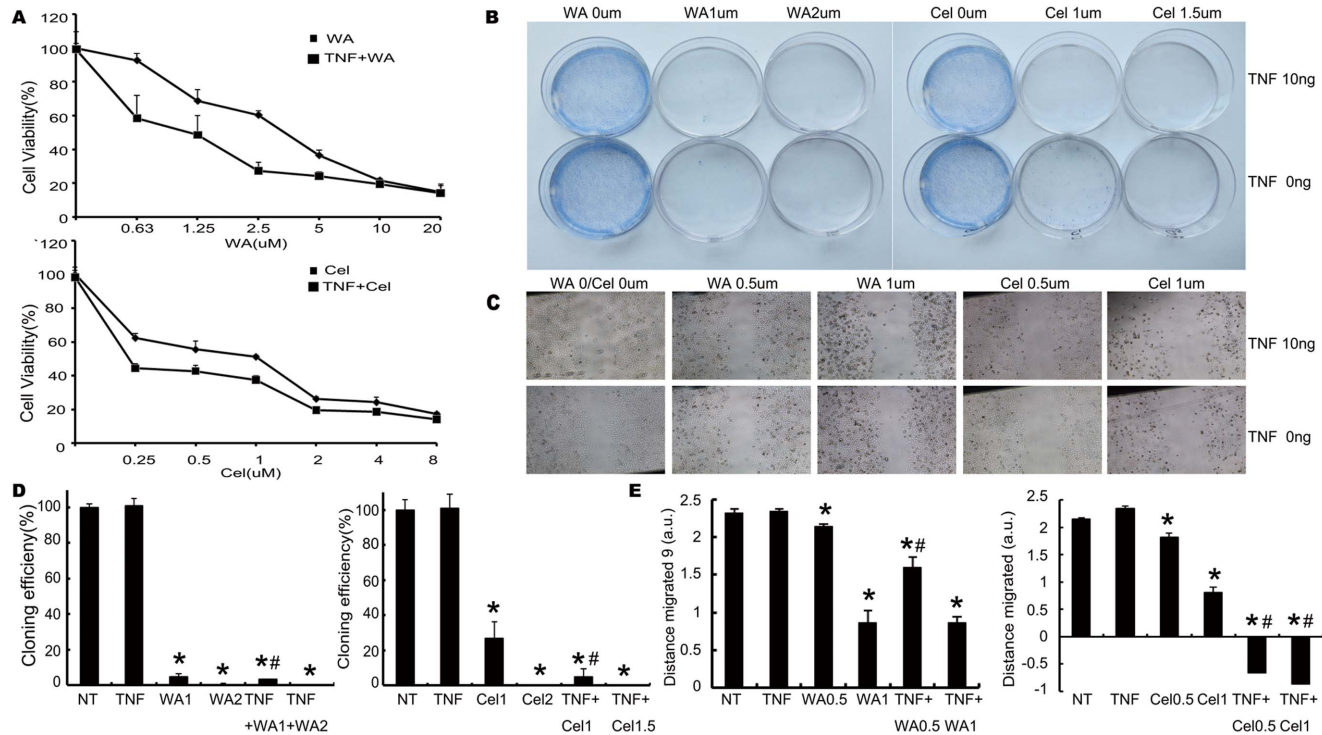 A
120
100
80
60
40
20
0
Cell Viability(%)
WA
TNF+WA
0.63 1.25 2.5 5 10 20
WA(uM)
120
100
80
60
40
20
0
Cell Viability(%)
Cel
TNF+Cel
0.25 0.5 1 2 4 8
Cel(uM)
B
WA 0um WA1um WA2um Cel 0um Cel 1um Cel 1.5um
TNF 10ng
TNF 0ng
C
WA 0/Cel 0um WA 0.5um WA 1um Cel 0.5um Cel 1um
TNF 10ng
TNF 0ng
D
Cloning efficieny(%)
100
80
60
40
20
0
* * *# *
NT TNF WA1 WA2 TNF TNF
+WA1+WA2
Cloning efficiency(%)
100
80
60
40
20
0
* * *# *
NT TNF Cel1 Cel2 TNF+ TNF+
Cel1 Cel1.5
E
Distance migrated 9 (a.u.)
2.5
2
1.5
1
0.5
0
* * *# *
NT TNF WA0.5 WA1 TNF+ TNF+
WA0.5 WA1
Distance migrated (a.u.)
2.5
2
1.5
1
0.5
0
-0.5
-1
* * *# *#
NT TNF Cel0.5 Cel1 TNF+ TNF+
Cel0.5 Cel1